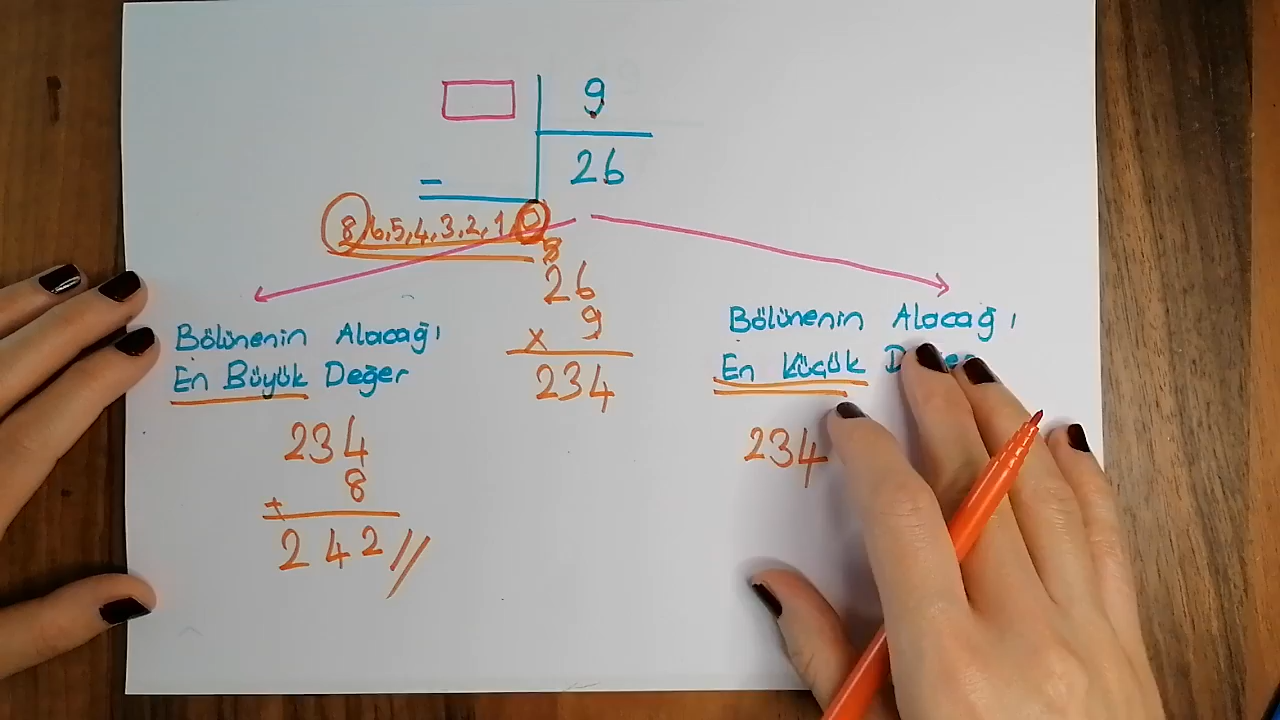 9
26
8,6,5,4,3,2,1,0
8
26
x 9
234
Bölünenin Alacağı
En Büyük Değer
234
8
+
242//
Bölünenin Alacağı
En Küçük
234